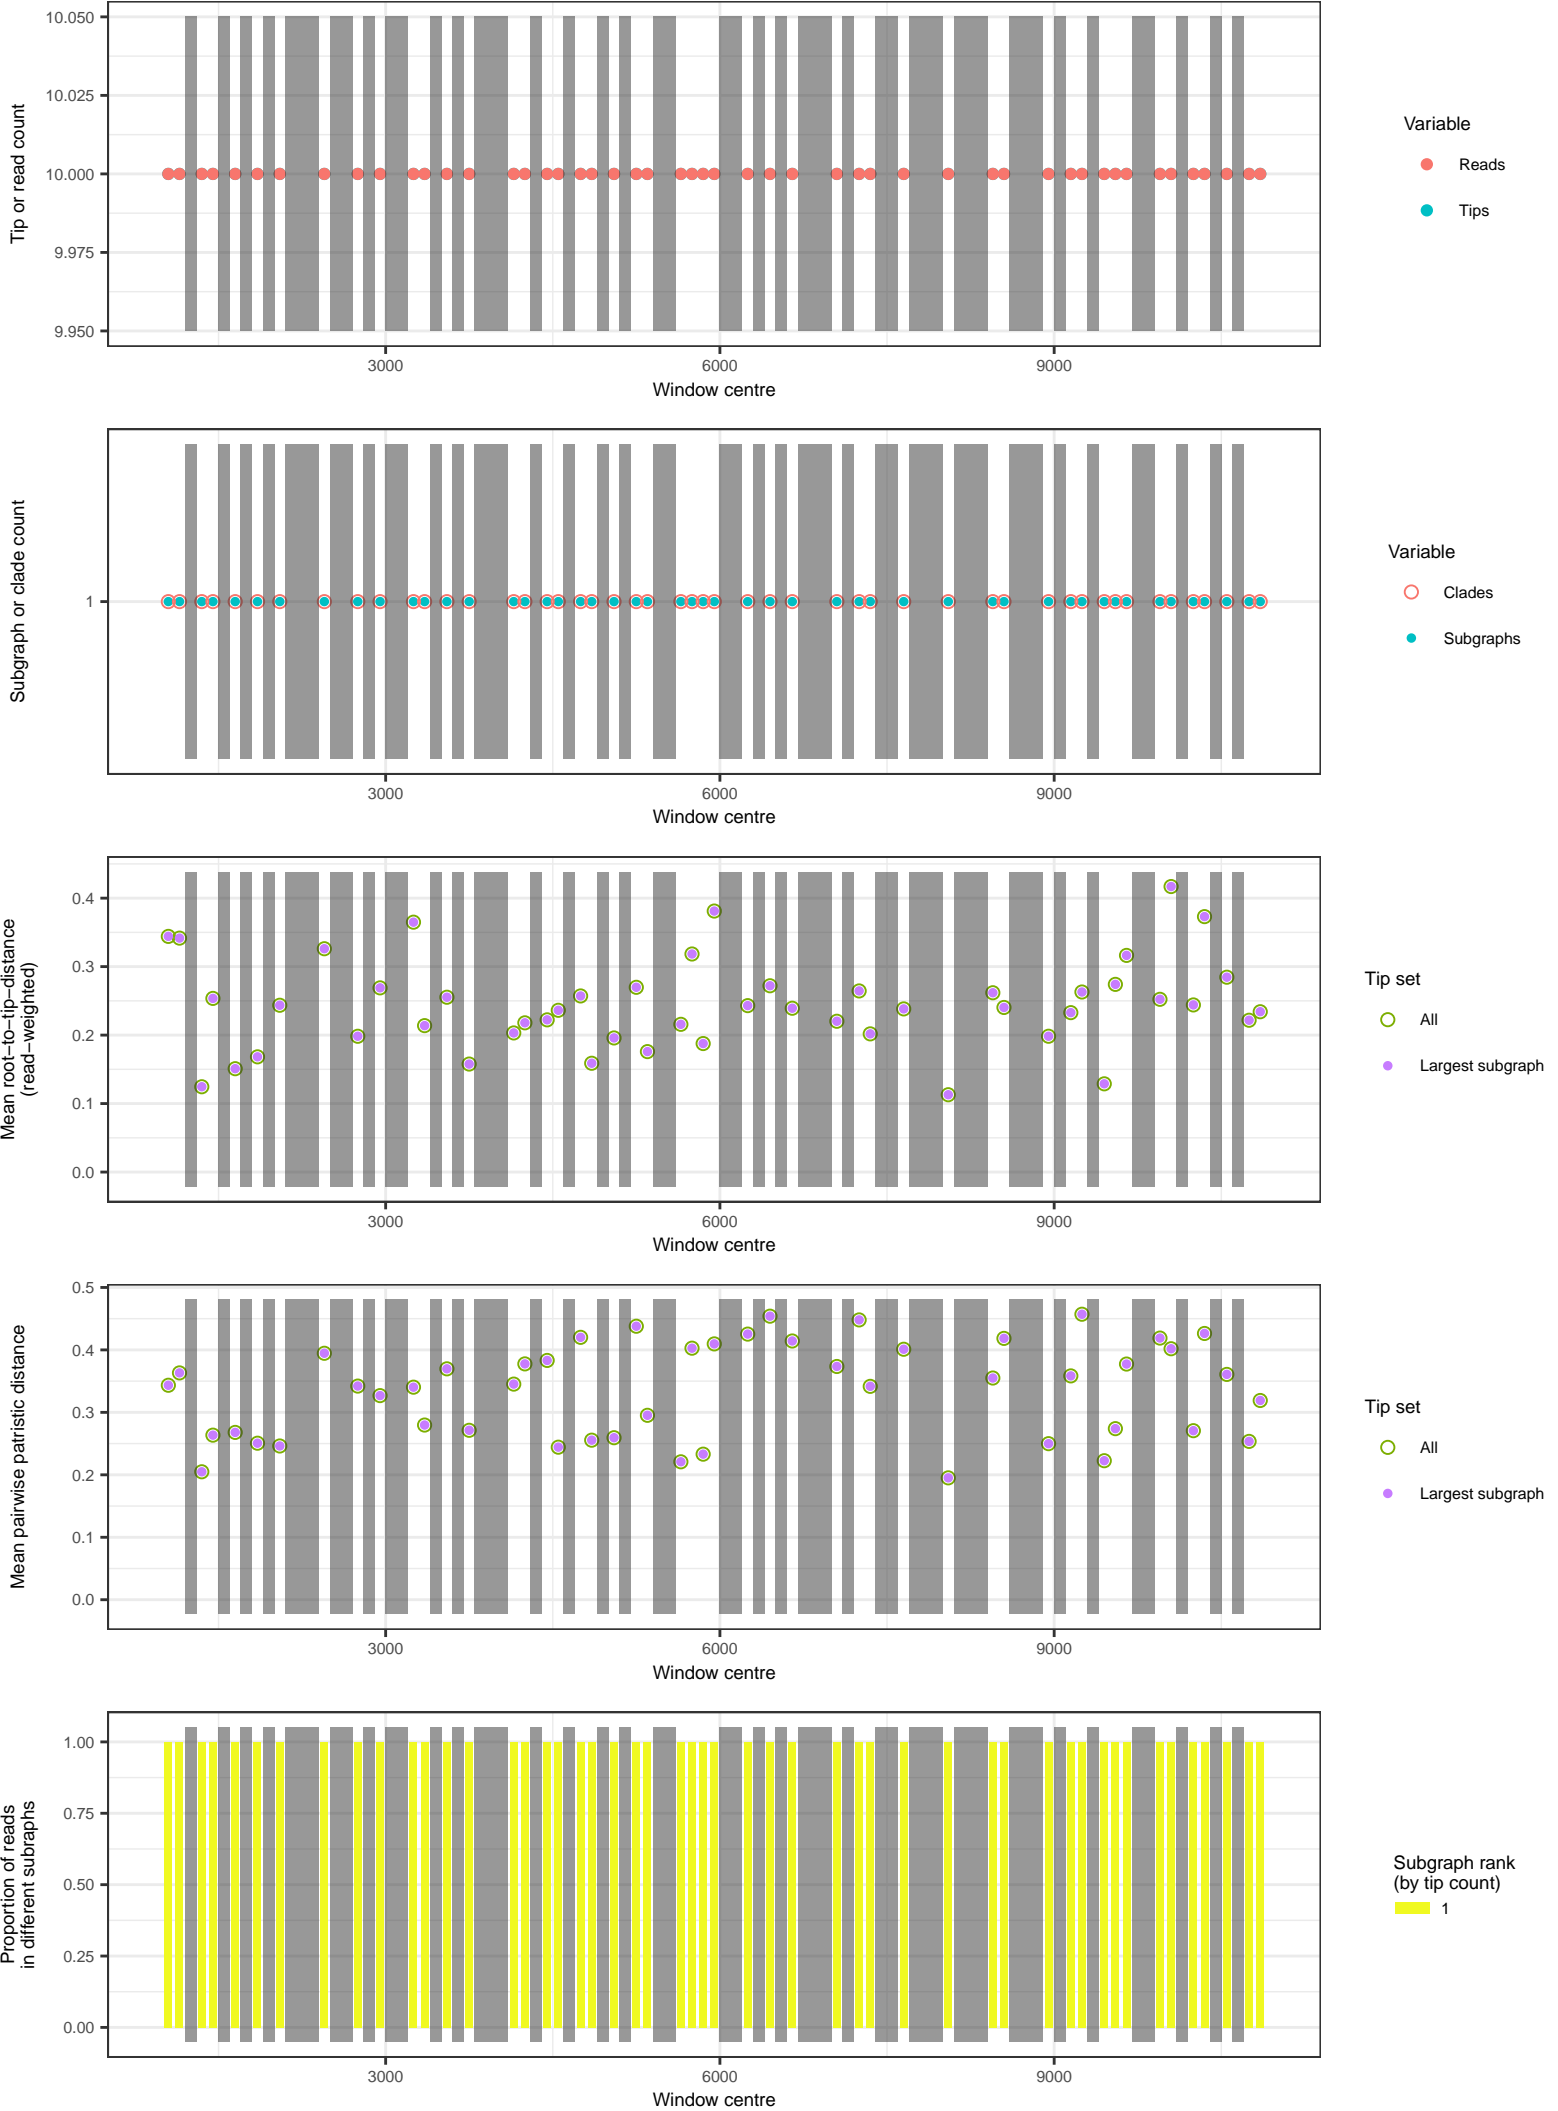 10.050
10.025
10.000
9.975
9.950
Tip or read count
3000
6000
9000
Window centre
Variable
Reads
Tips
1
Subgraph or clade count
3000
6000
9000
Window centre
Variable
Clades
Subgraphs
0.4
0.3
0.2
0.1
0.0
Mean root−to−tip−distance
(read−weighted)
3000
6000
9000
Window centre
Tip set
All
Largest subgraph
0.5
0.4
0.3
0.2
0.1
0.0
Mean pairwise patristic distance
3000
6000
9000
Window centre
Tip set
All
Largest subgraph
1.00
0.75
0.50
0.25
0.00
Proportion of reads
in different subraphs
3000
6000
9000
Window centre
Subgraph rank
(by tip count)
1